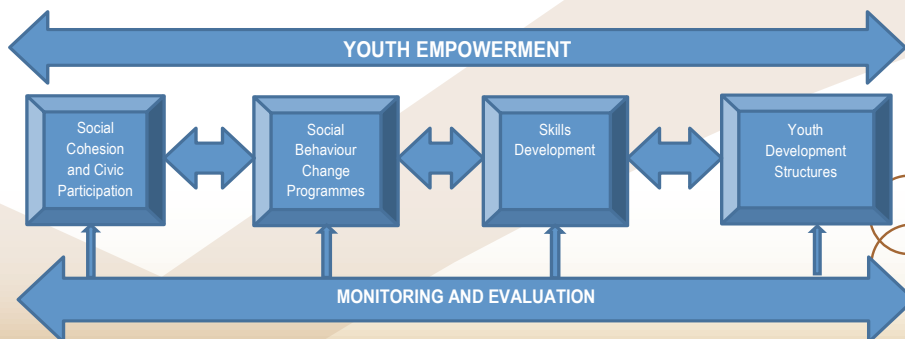 YOUTH EMPOWERMENT
Social
Cohesion
and Civic
Participation
Social
Behaviour
Change
Programmes
Skills
Development
Youth
Development
Structures
MONITORING AND EVALUATION